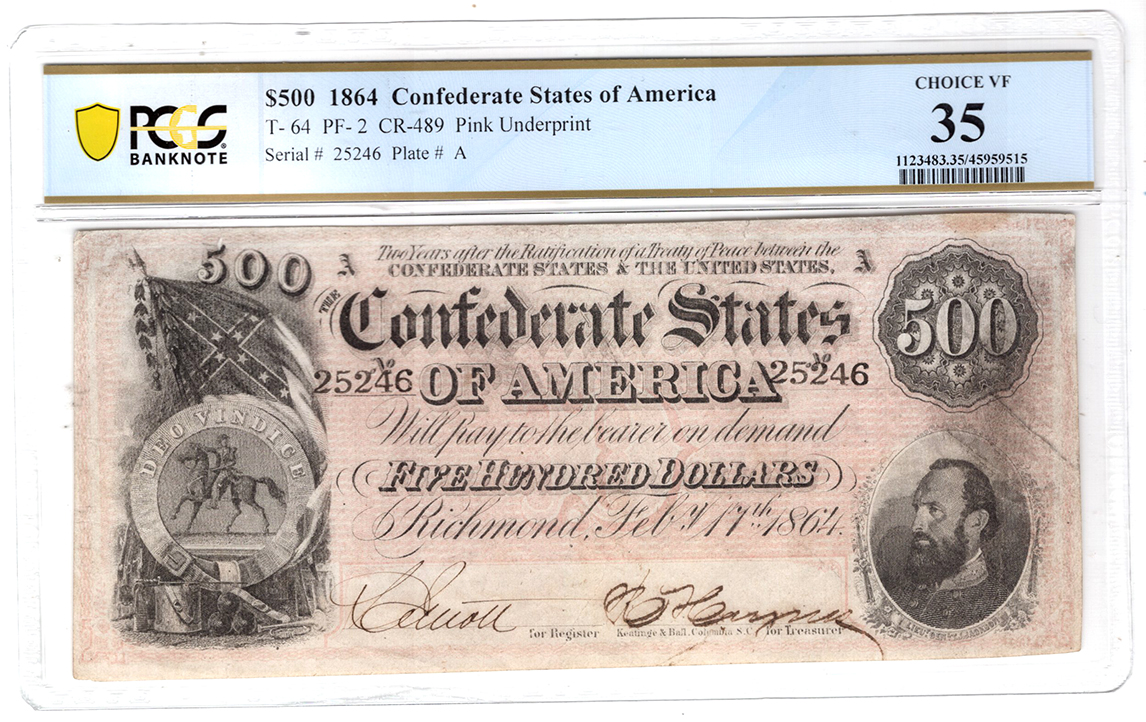 PCGS
BANKNOTE
$500 1864 Confederate States of America
T- 64 PF- 2 CR-489 Pink Underprint
Serial # 25246 Plate # A
CHOICE VF
35
1123483.35/45959515
500
A
Two Years after the Ratification of a Treaty of Peace between the
CONFEDERATE STATES & THE UNITED STATES,
A
THE
Confederate States
500
25246
OF AMERICA
25246
Will pay to the bearer on demand
FIVE HUNDRED DOLLARS
Richmond, Feby 17th 1864.
DEO VINDICE
for Register
Keatinge & Ball, Columbia S.C
for Treasurer